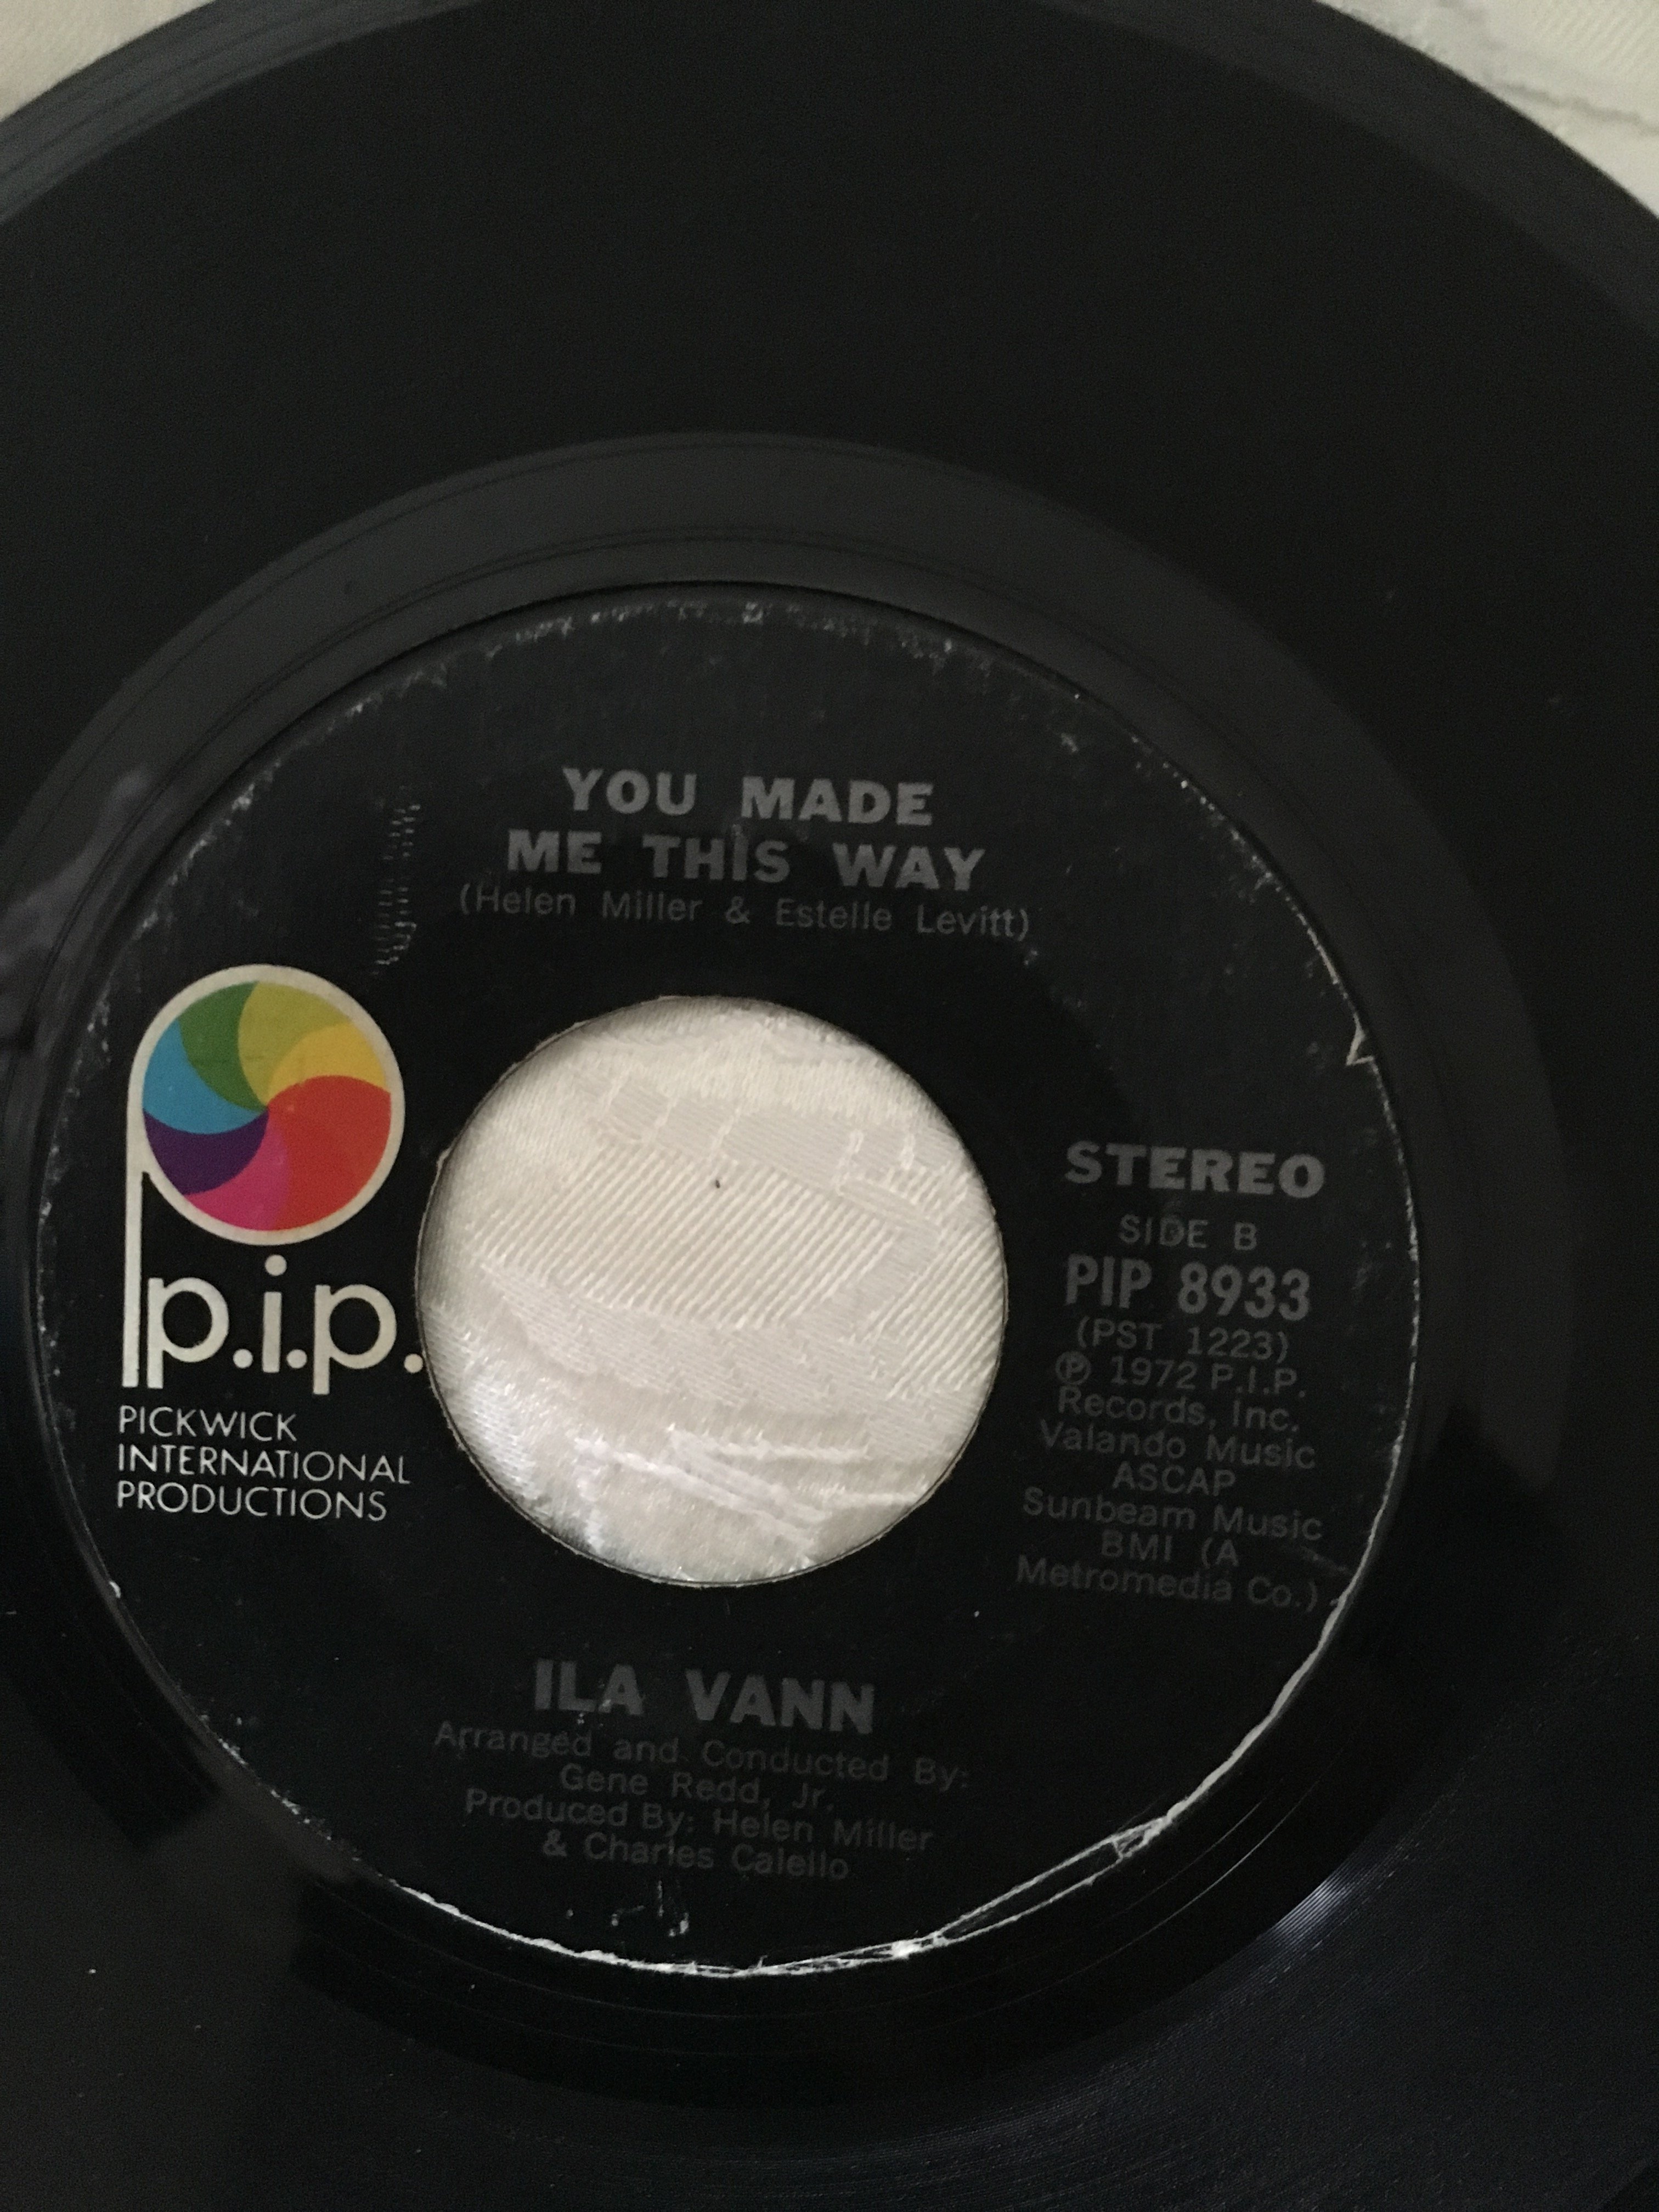 YOU MADE
ME THIS WAY
(Helen Miller & Estelle Levitt)
p.i.p.
PICKWICK
INTERNATIONAL
PRODUCTIONS
STEREO
SIDE B
PIP 8933
(PST 1223)
℗ 1972 P.I.P.
Records, Inc.
Valando Music
ASCAP
Sunbeam Music
BMI (A
Metromedia Co.)
ILA VANN
Arranged and Conducted By:
Gene Redd, Jr.
Produced By: Helen Miller
& Charles Calello